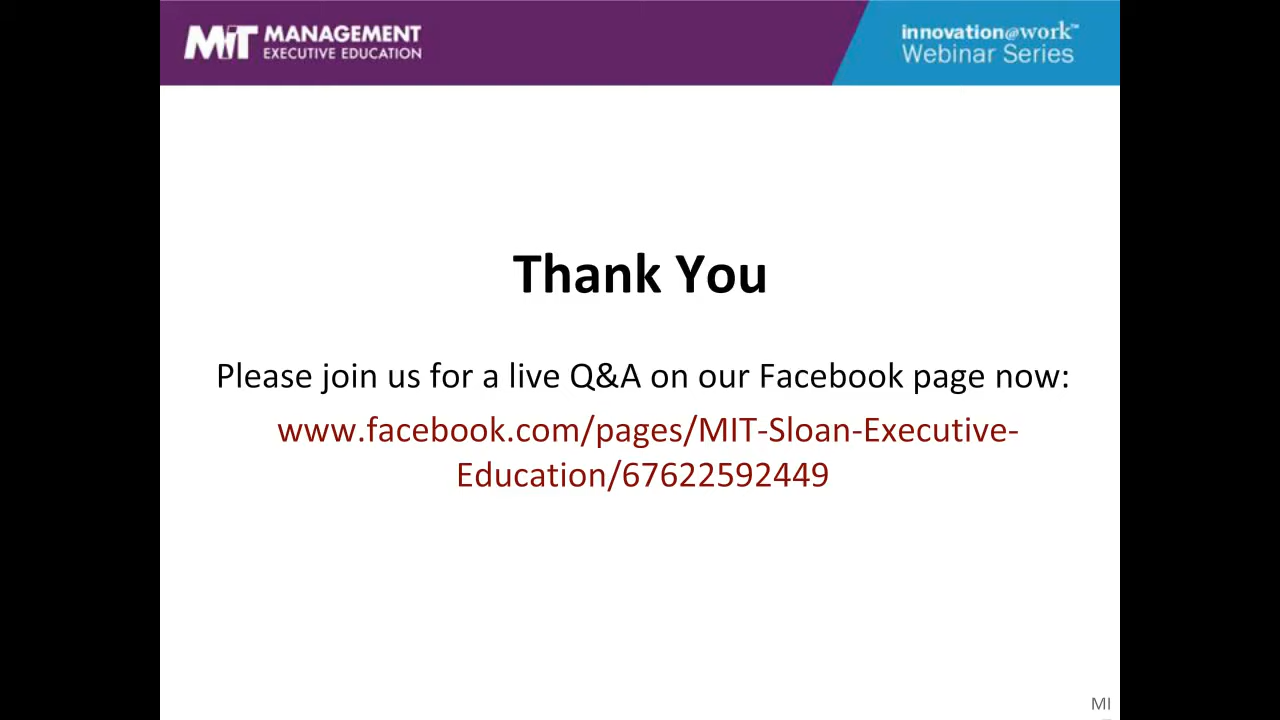 MIT MANAGEMENT
EXECUTIVE EDUCATION
innovation@work™
Webinar Series
Thank You
Please join us for a live Q&A on our Facebook page now:
www.facebook.com/pages/MIT-Sloan-Executive-
Education/67622592449
MI